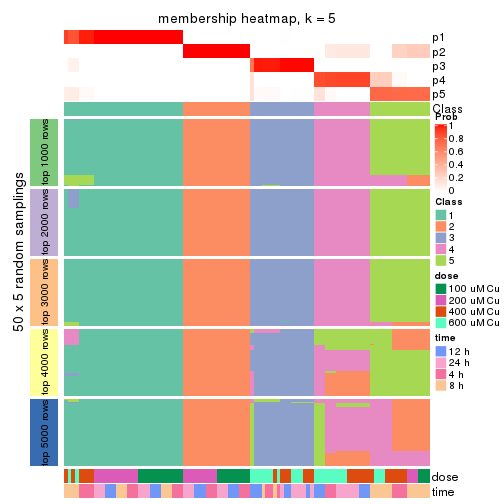 membership heatmap, k = 5
p1
p2
p3
p4
p5
Class
50 x 5 random samplings
top 1000 rows
top 2000 rows
top 3000 rows
top 4000 rows
top 5000 rows
dose
time
Prob
1
0.8
0.6
0.4
0.2
0
Class
1
2
3
4
5
dose
100 uM Cu
200 uM Cu
400 uM Cu
600 uM Cu
time
12 h
24 h
4 h
8 h